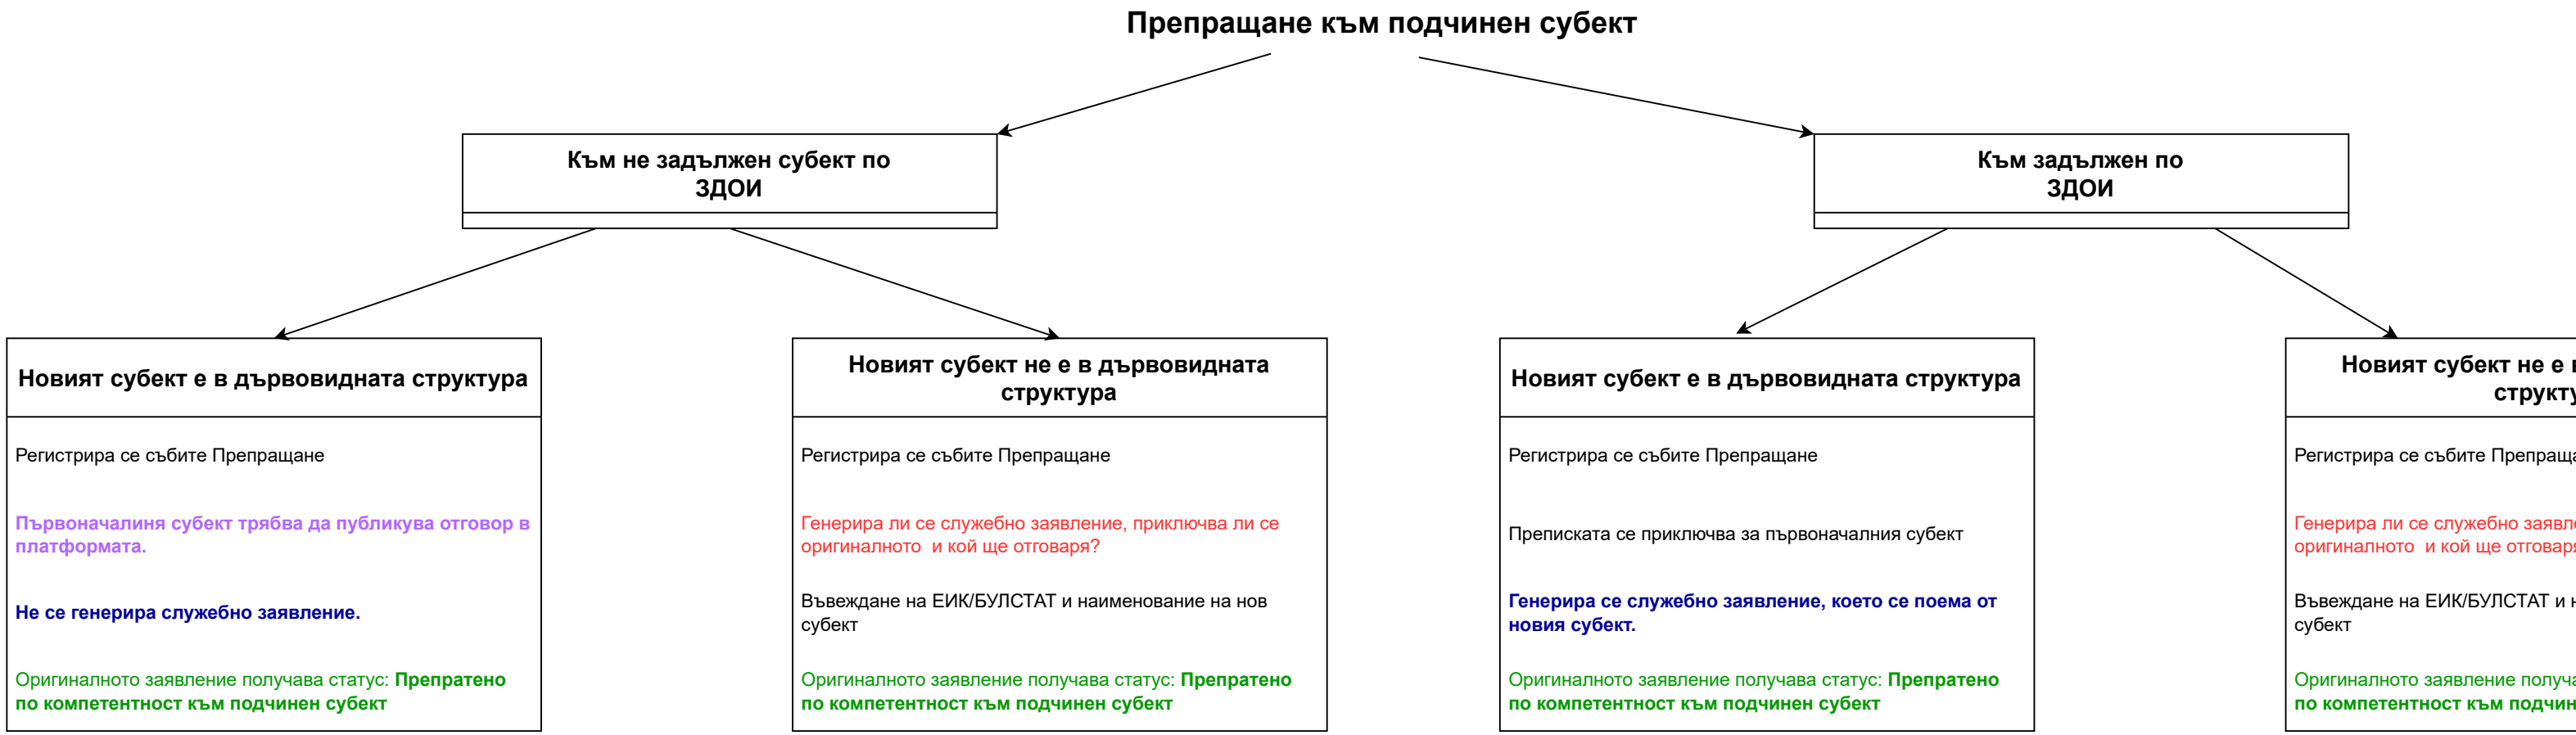 Препращане към подчинен субект
Към не задължен субект по
ЗДОИ
Към задължен по
ЗДОИ
Новият субект е в дървовидната структура
Регистрира се събите Препращане
Първоначалиня субект трябва да публикува отговор в
платформата.
Не се генерира служебно заявление.
Оригиналното заявление получава статус: Препратено
по компетентност към подчинен субект
Новият субект не е в дървовидната
структура
Регистрира се събите Препращане
Генерира ли се служебно заявление, приключва ли се
оригиналното  и кой ще отговаря?
Въвеждане на ЕИК/БУЛСТАТ и наименование на нов
субект
Оригиналното заявление получава статус: Препратено
по компетентност към подчинен субект
Новият субект е в дървовидната структура
Регистрира се събите Препращане
Преписката се приключва за първоначалния субект
Генерира се служебно заявление, което се поема от
новия субект.
Оригиналното заявление получава статус: Препратено
по компетентност към подчинен субект
Новият субект не е
структу
Регистрира се събите Препраща
Генерира ли се служебно заявл
оригиналното  и кой ще отговар
Въвеждане на ЕИК/БУЛСТАТ и
субект
Оригиналното заявление получа
по компетентност към подчин